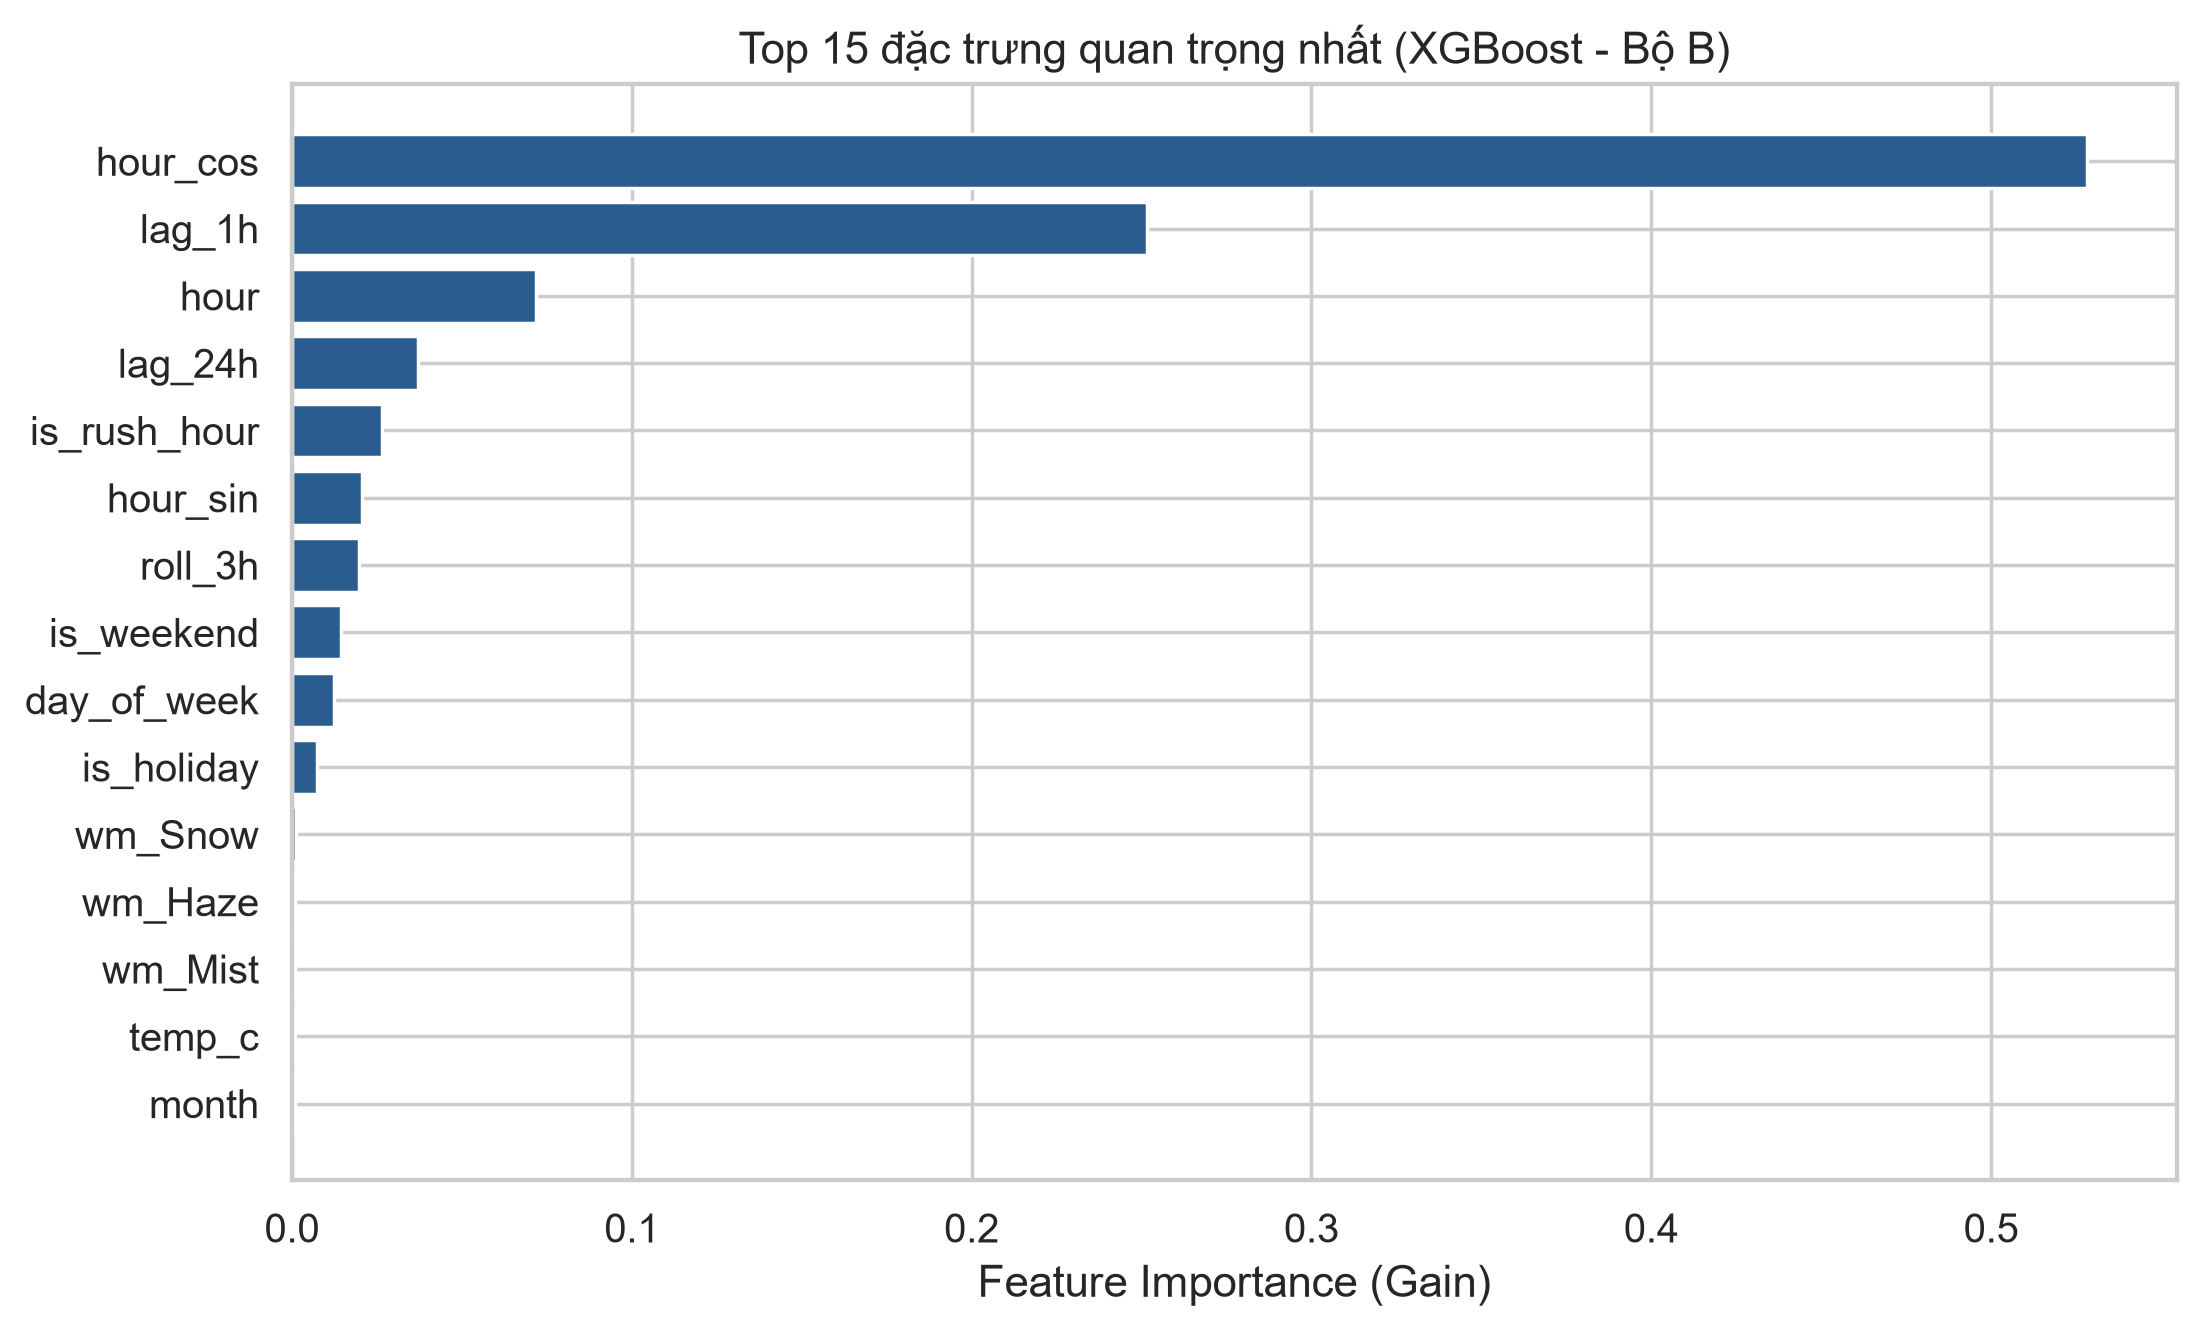 Top 15 đặc trưng quan trọng nhất (XGBoost - Bộ B)
hour_cos
lag_1h
hour
lag_24h
is_rush_hour
hour_sin
roll_3h
is_weekend
day_of_week
is_holiday
wm_Snow
wm_Haze
wm_Mist
temp_c
month
0.0 0.1 0.2 0.3 0.4 0.5
Feature Importance (Gain)